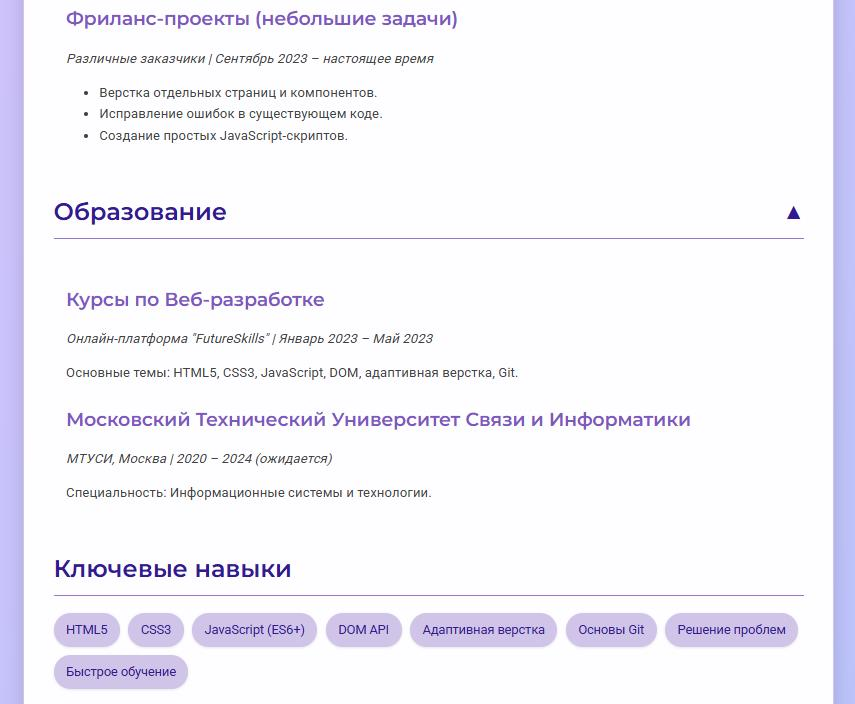 Фриланс-проекты (небольшие задачи)
Различные заказчики | Сентябрь 2023 – настоящее время
• Верстка отдельных страниц и компонентов.
• Исправление ошибок в существующем коде.
• Создание простых JavaScript-скриптов.
Образование ▲
Курсы по Веб-разработке
Онлайн-платформа "FutureSkills" | Январь 2023 – Май 2023
Основные темы: HTML5, CSS3, JavaScript, DOM, адаптивная верстка, Git.
Московский Технический Университет Связи и Информатики
МТУСИ, Москва | 2020 – 2024 (ожидается)
Специальность: Информационные системы и технологии.
Ключевые навыки
HTML5 CSS3 JavaScript (ES6+) DOM API Адаптивная верстка Основы Git Решение проблем
Быстрое обучение